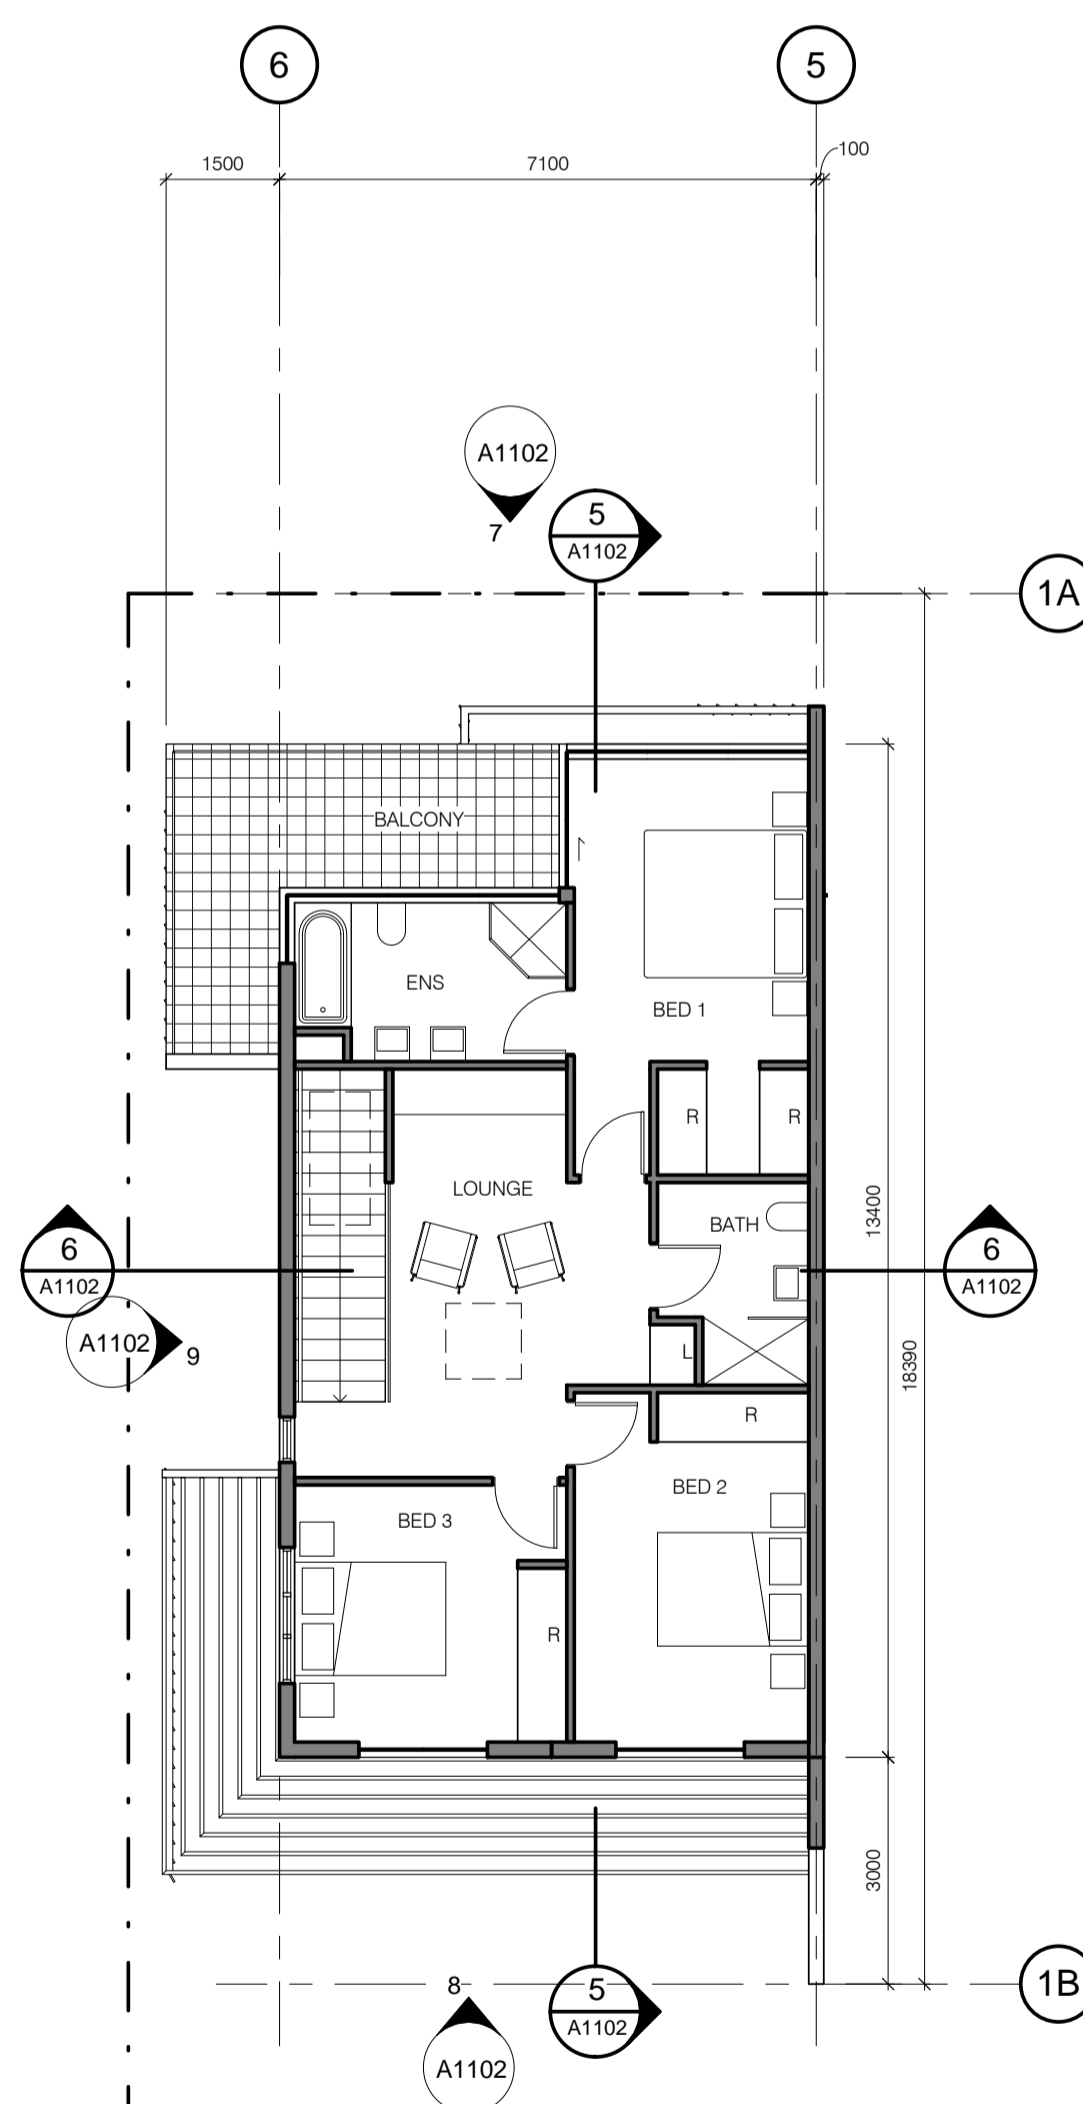 6
5
1500
7100
100
A1102
7
5
A1102
1A
BALCONY
ENS
BED 1
R
R
LOUNGE
BATH
13400
6
A1102
6
A1102
A1102
9
L
18390
R
BED 2
BED 3
R
3000
8
A1102
5
A1102
1B